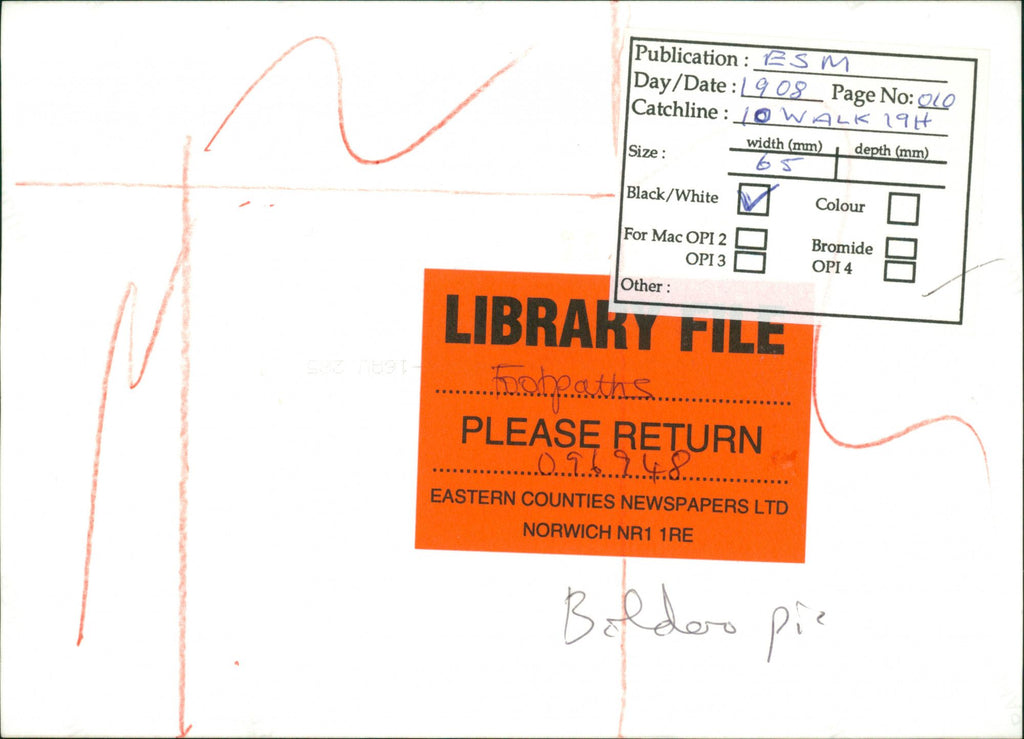 Publication : ESM
Day/Date : 1908 Page No: 010
Catchline : 10 WALK 19H
width (mm) depth (mm)
Size : 65
Black/White Colour
For Mac OPI 2 Bromide
OPI 3 OPI 4
Other :
LIBRARY FILE
Footpaths
PLEASE RETURN
096948
EASTERN COUNTIES NEWSPAPERS LTD
NORWICH NR1 1RE
pic